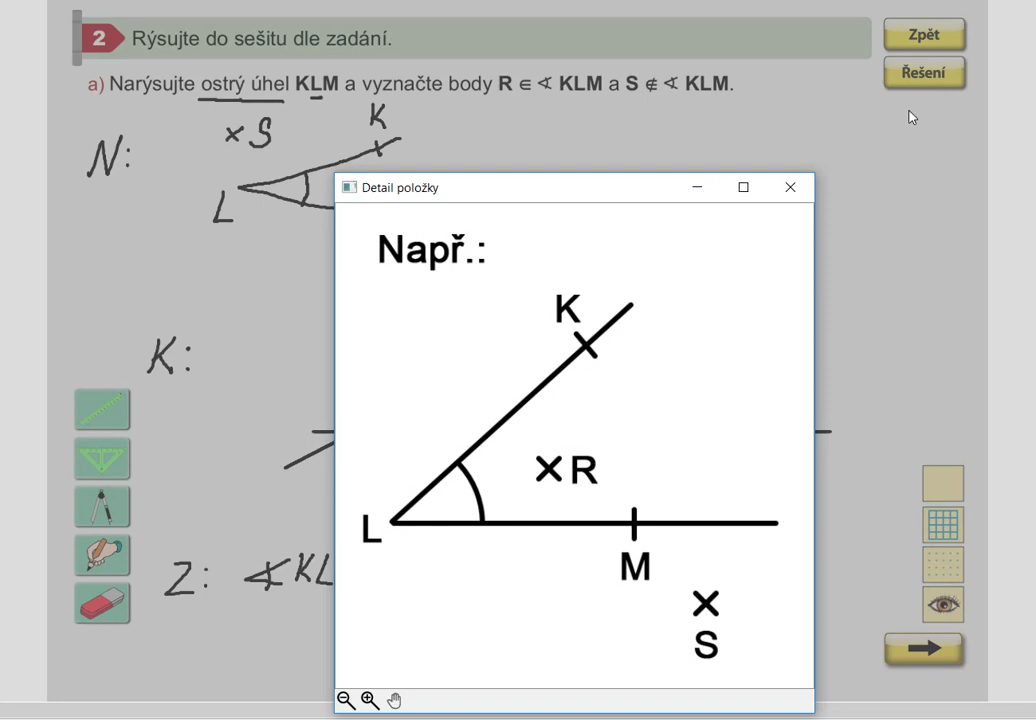 2 Rýsujte do sešitu dle zadání.
Zpět
Řešení
a) Narýsujte ostrý úhel KLM a vyznačte body R ∈ ∢ KLM a S ∉ ∢ KLM.
N:
× S
K
L
Detail položky
Např.:
K
× R
L
M
×
S
K:
Z: ∢ KL